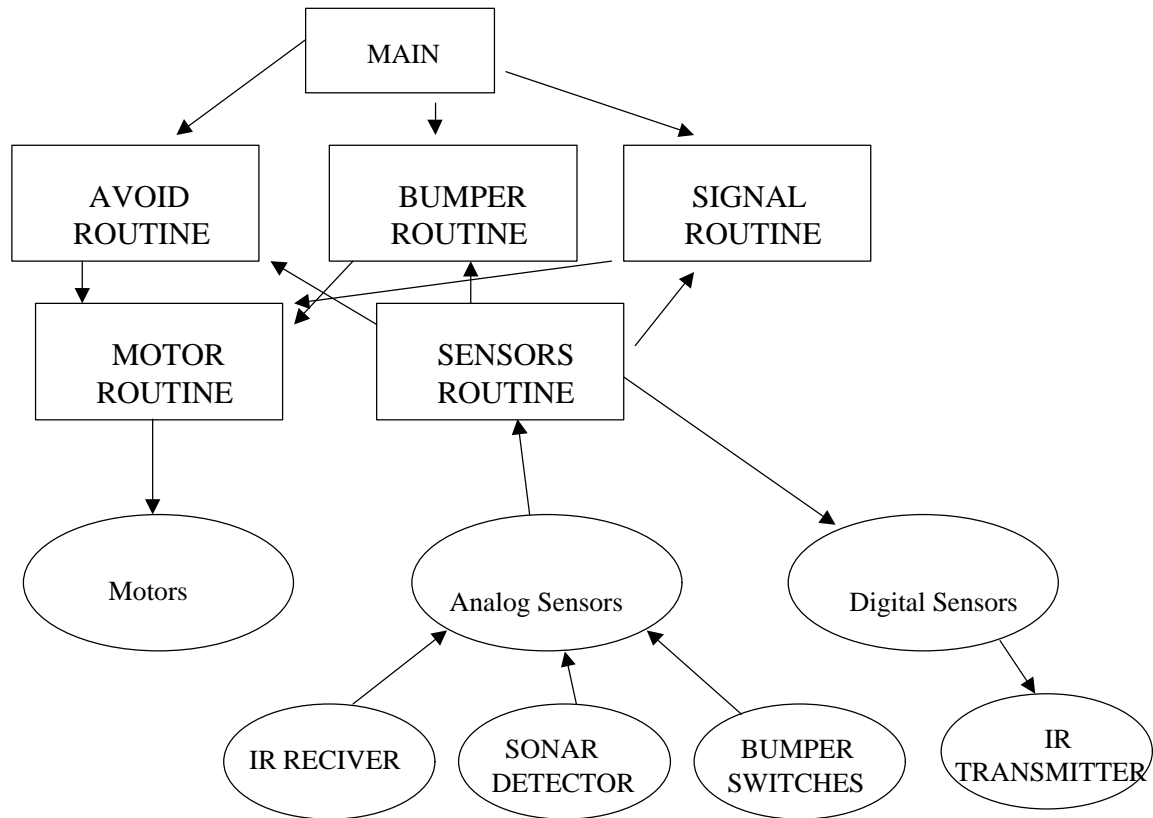 MAIN
AVOID
ROUTINE
BUMPER
ROUTINE
SIGNAL
ROUTINE
MOTOR
ROUTINE
SENSORS
ROUTINE
Motors
Analog Sensors
Digital Sensors
IR RECIVER
SONAR
DETECTOR
BUMPER
SWITCHES
IR
TRANSMITTER